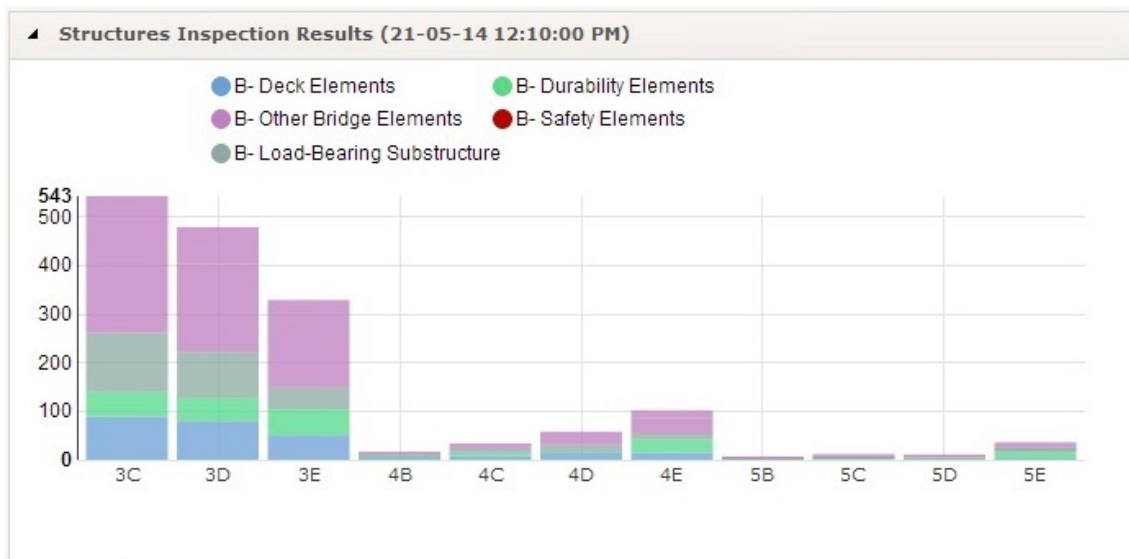 Structures Inspection Results (21-05-14 12:10:00 PM)
B- Deck Elements
B- Durability Elements
B- Other Bridge Elements
B- Safety Elements
B- Load-Bearing Substructure
543
500
400
300
200
100
0
3C 3D 3E 4B 4C 4D 4E 5B 5C 5D 5E